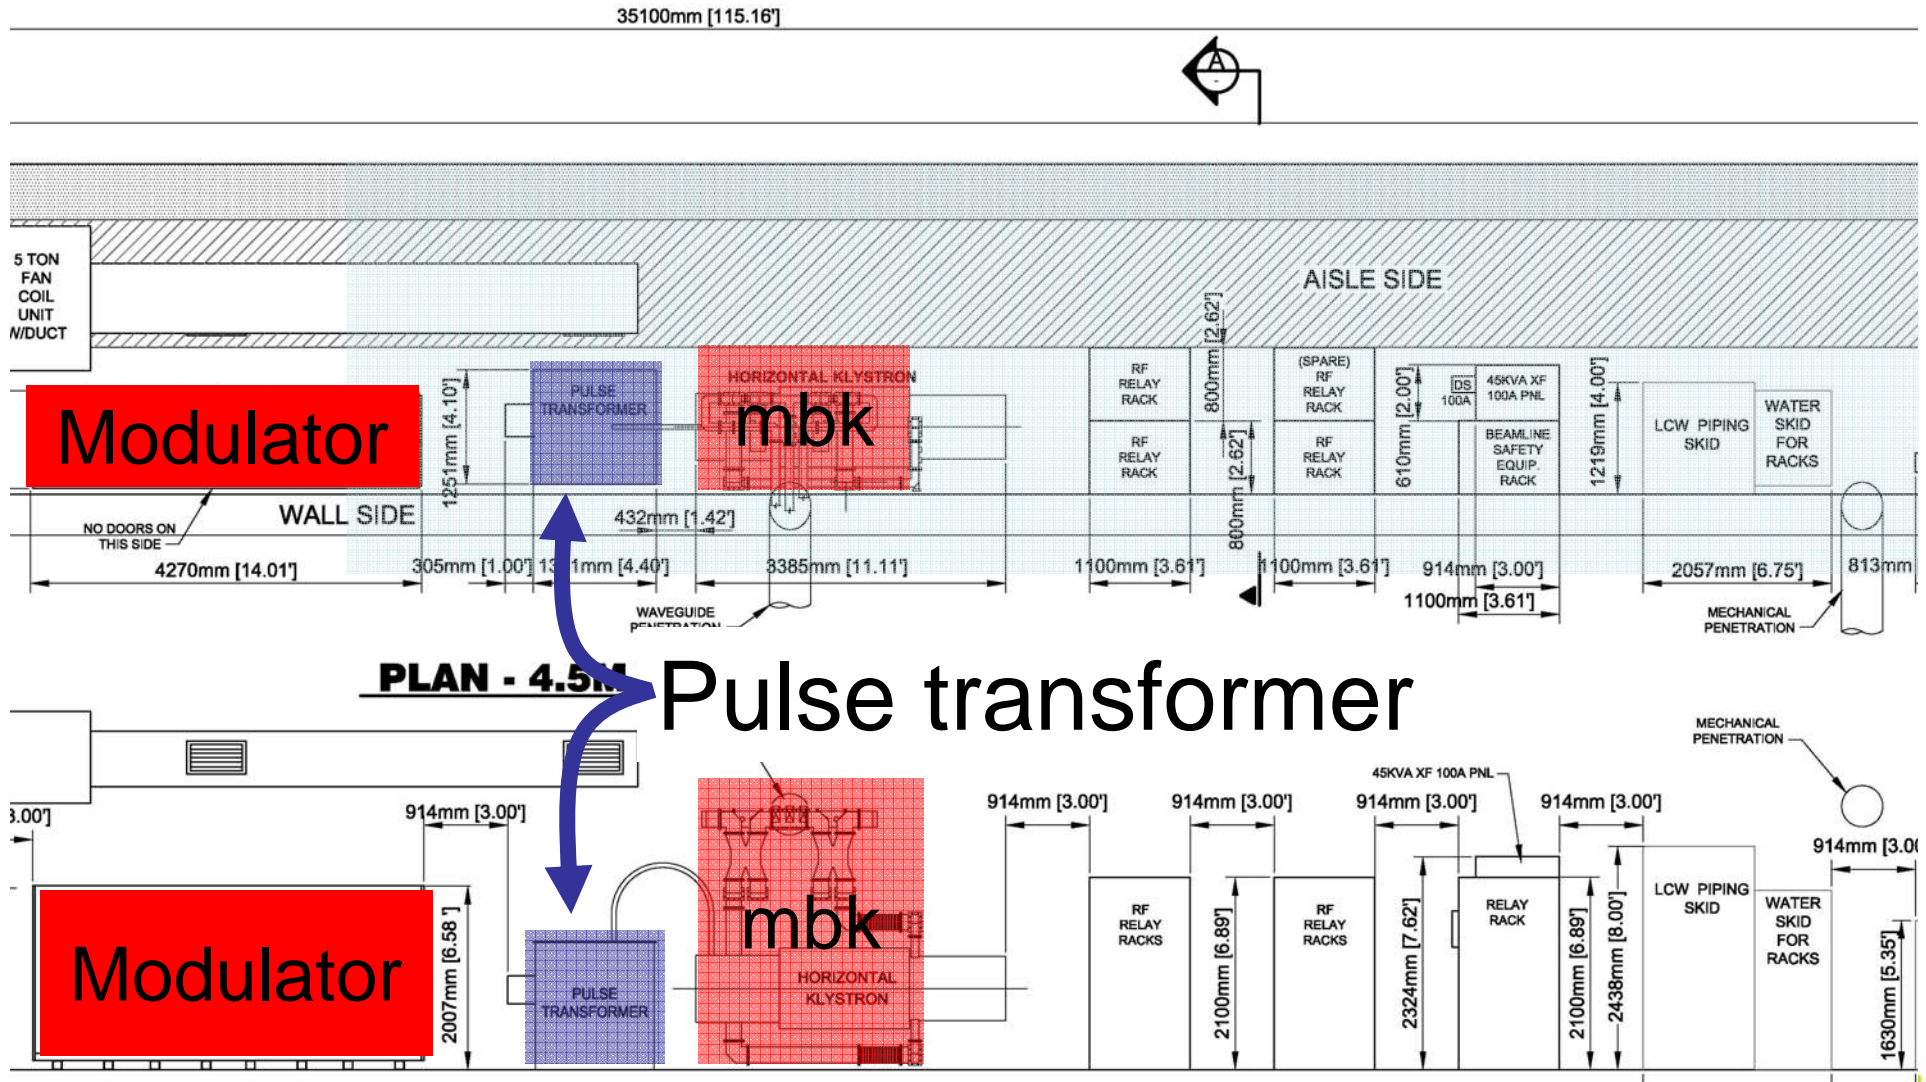 35100mm [115.16']
A
-
5 TON
FAN
COIL
UNIT
W/DUCT
AISLE SIDE
PULSE
TRANSFORMER
HORIZONTAL KLYSTRON
mbk
Modulator
1251mm [4.10']
RF
RELAY
RACK
RF
RELAY
RACK
800mm [2.62']
800mm [2.62']
(SPARE)
RF
RELAY
RACK
RF
RELAY
RACK
610mm [2.00']
DS
100A
45KVA XF
100A PNL
BEAMLINE
SAFETY
EQUIP.
RACK
1219mm [4.00']
LCW PIPING
SKID
WATER
SKID
FOR
RACKS
WALL SIDE
NO DOORS ON
THIS SIDE
432mm [1.42']
4270mm [14.01']
305mm [1.00']
[4.40']
3385mm [11.11']
1100mm [3.61']
1100mm [3.61']
914mm [3.00']
1100mm [3.61']
2057mm [6.75']
813mm
WAVEGUIDE
PENETRATION
MECHANICAL
PENETRATION
PLAN - 4.5M
Pulse transformer
MECHANICAL
PENETRATION
45KVA XF 100A PNL
3.00']
914mm [3.00']
914mm [3.00']
914mm [3.00']
914mm [3.00']
914mm [3.00']
914mm [3.00
Modulator
2007mm [6.58']
PULSE
TRANSFORMER
mbk
HORIZONTAL
KLYSTRON
RF
RELAY
RACKS
2100mm [6.89']
RF
RELAY
RACKS
2324mm [7.62']
RELAY
RACK
2100mm [6.89']
2438mm [8.00']
LCW PIPING
SKID
WATER
SKID
FOR
RACKS
1630mm [5.35']